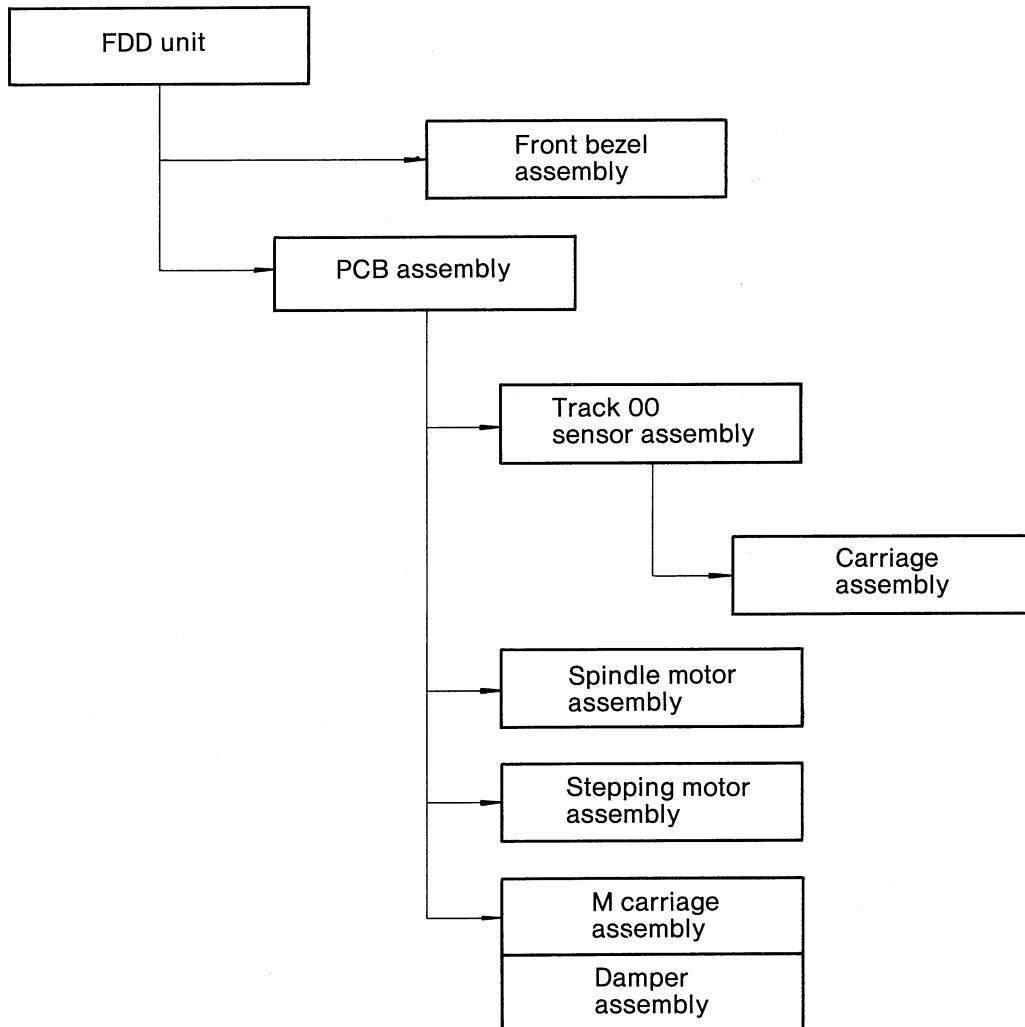 FDD unit
Front bezel
assembly
PCB assembly
Track 00
sensor assembly
Carriage
assembly
Spindle motor
assembly
Stepping motor
assembly
M carriage
assembly
Damper
assembly